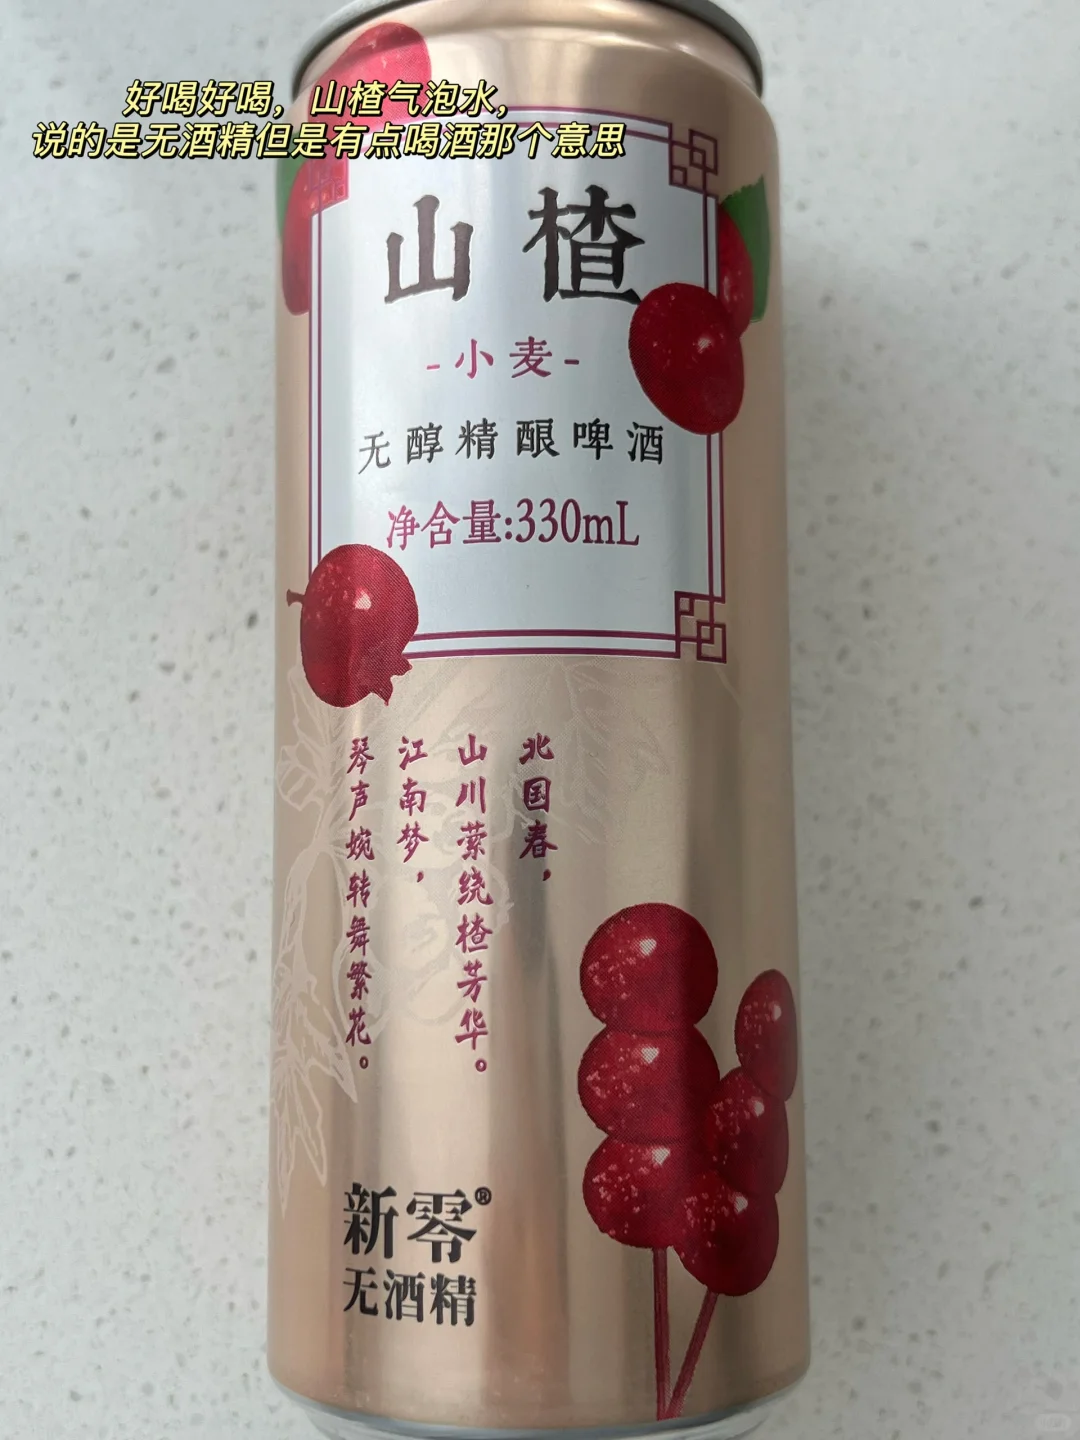 好喝好喝，山楂气泡水，
说的是无酒精但是有点喝酒那个意思
山楂
-小麦-
无醇精酿啤酒
净含量:330mL
北国春，
山川萦绕楂芳华。
江南梦，
琴声婉转舞繁花。
新零®
无酒精